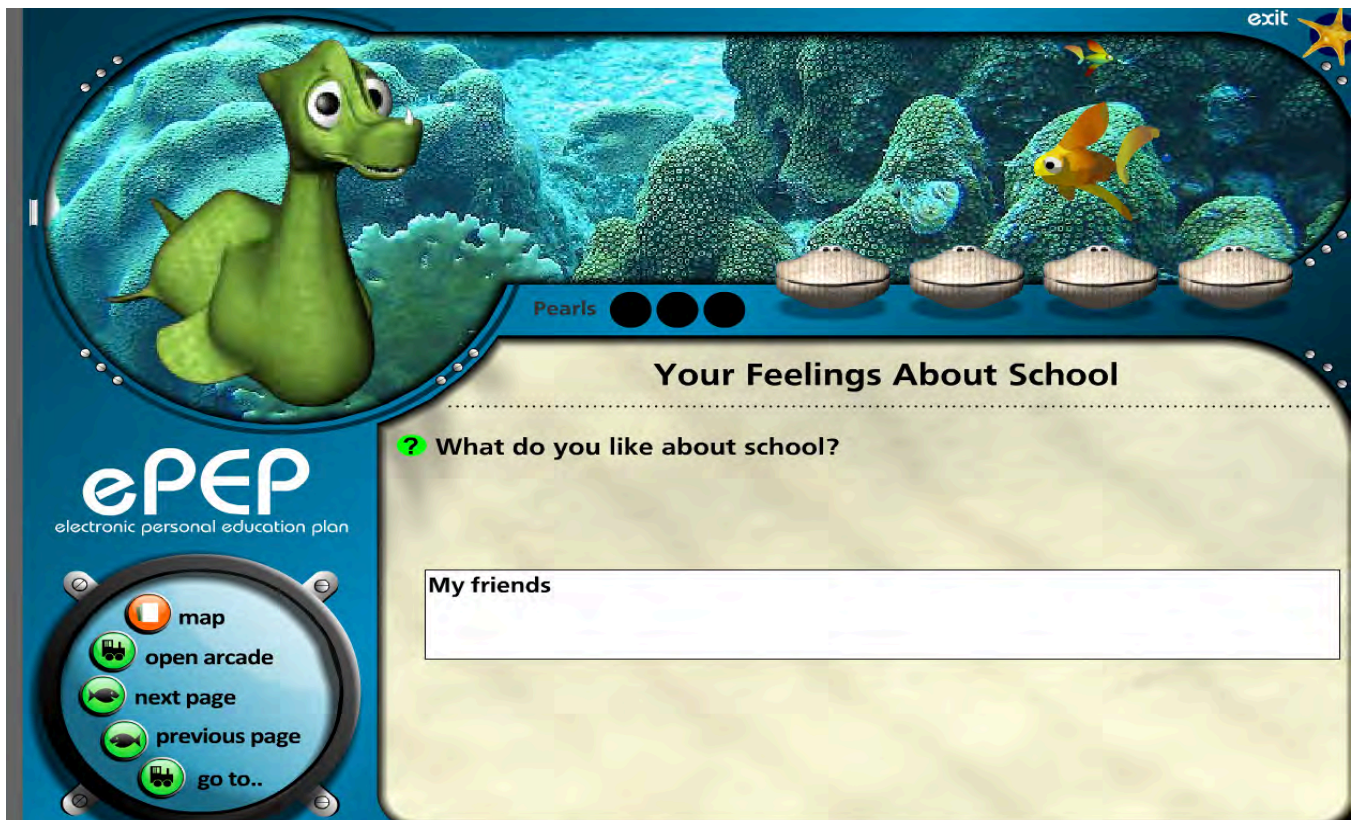 exit
Pearls
Your Feelings About School
? What do you like about school?
My friends
ePEP
electronic personal education plan
map
open arcade
next page
previous page
go to..